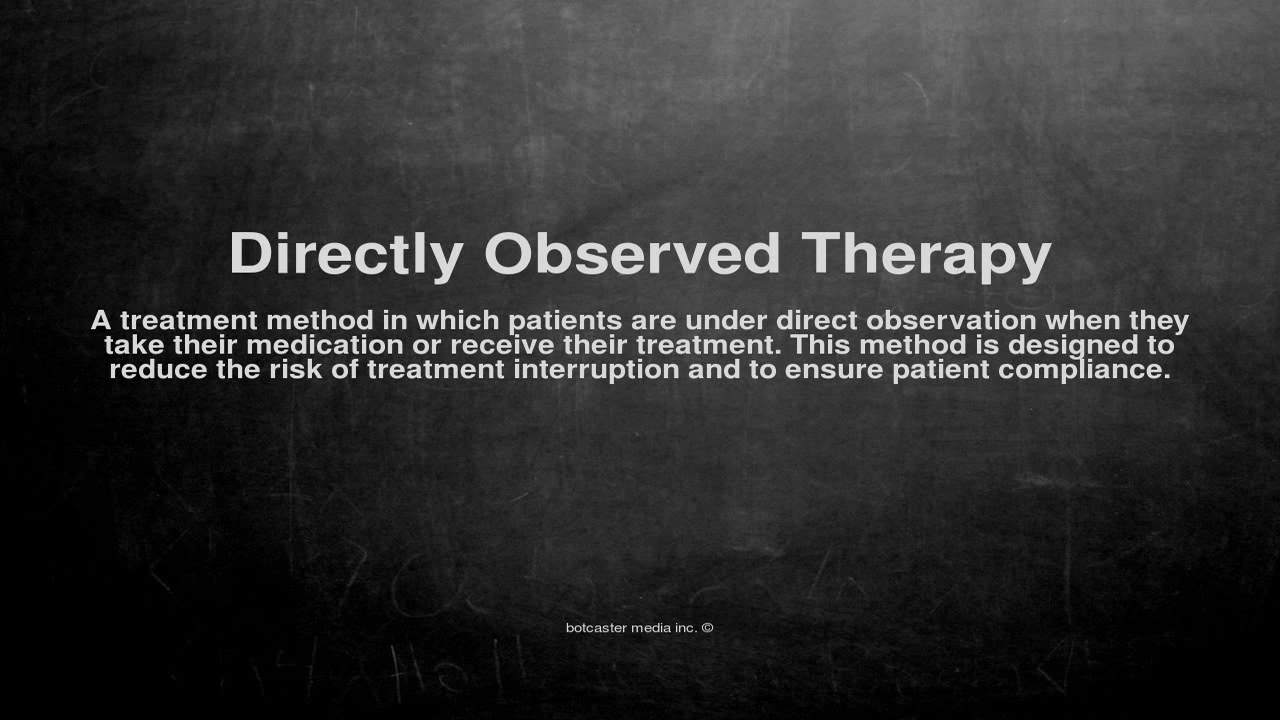 Directly Observed Therapy
A treatment method in which patients are under direct observation when they
take their medication or receive their treatment. This method is designed to
reduce the risk of treatment interruption and to ensure patient compliance.
botcaster media inc. ©